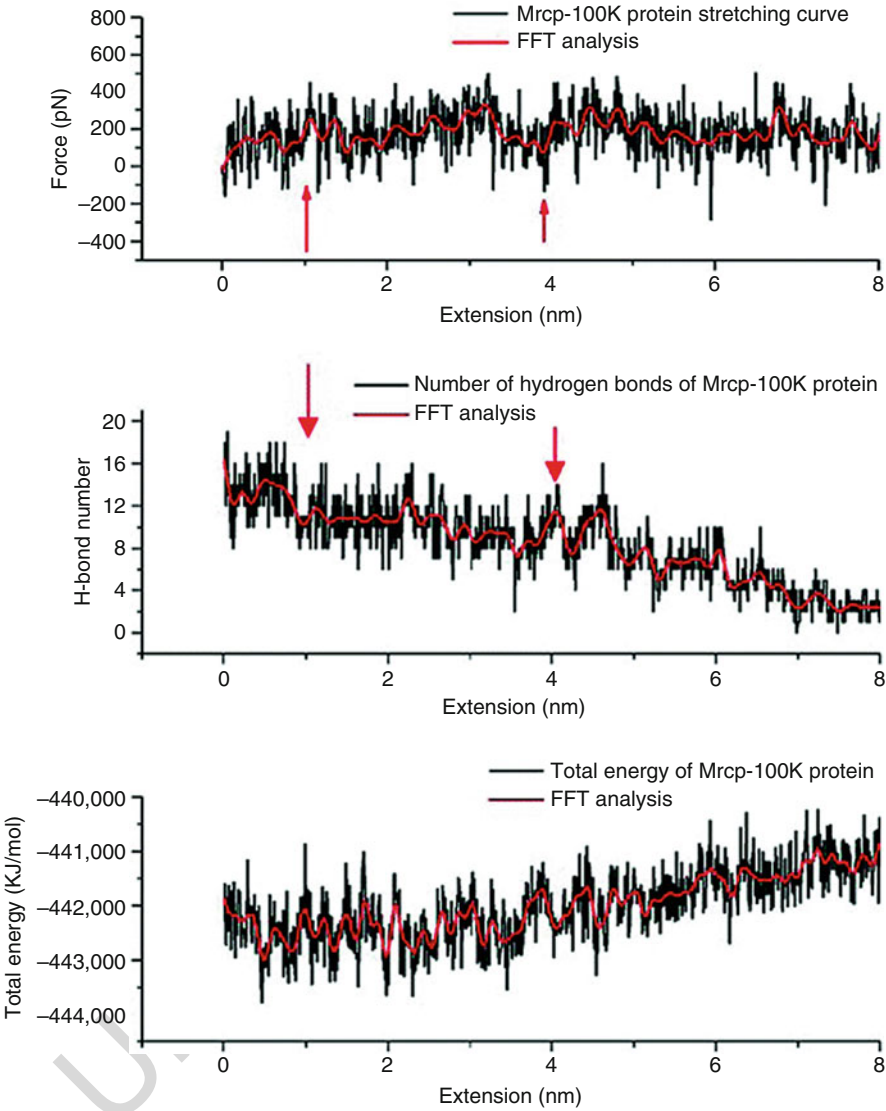 Mrcp-100K protein stretching curve
FFT analysis
800
600
400
200
0
–200
–400
Force (pN)
0 2 4 6 8
Extension (nm)
Number of hydrogen bonds of Mrcp-100K protein
FFT analysis
20
16
12
8
4
0
H-bond number
0 2 4 6 8
Extension (nm)
Total energy of Mrcp-100K protein
FFT analysis
–440,000
–441,000
–442,000
–443,000
–444,000
Total energy (KJ/mol)
0 2 4 6 8
Extension (nm)